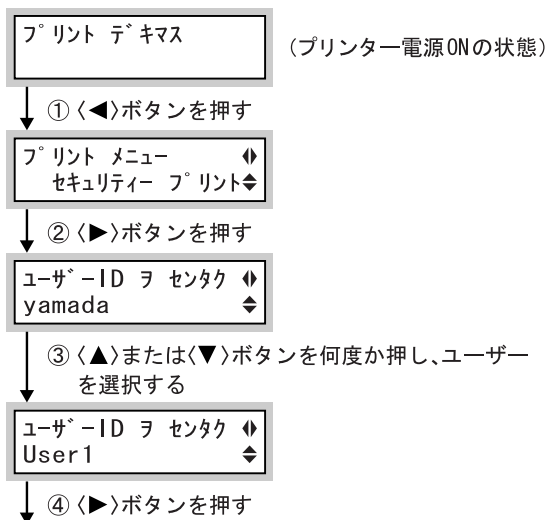 ﾌﾟﾘﾝﾄ ﾃﾞｷﾏｽ
(プリンター電源ONの状態)
①〈◀〉ボタンを押す
ﾌﾟﾘﾝﾄ ﾒﾆｭｰ
ｾｷｭﾘﾃｨｰ ﾌﾟﾘﾝﾄ
②〈▶〉ボタンを押す
ﾕｰｻﾞｰID ｦ ｾﾝﾀｸ
yamada
③〈▲〉または〈▼〉ボタンを何度か押し、ユーザー
を選択する
ﾕｰｻﾞｰID ｦ ｾﾝﾀｸ
User1
④〈▶〉ボタンを押す